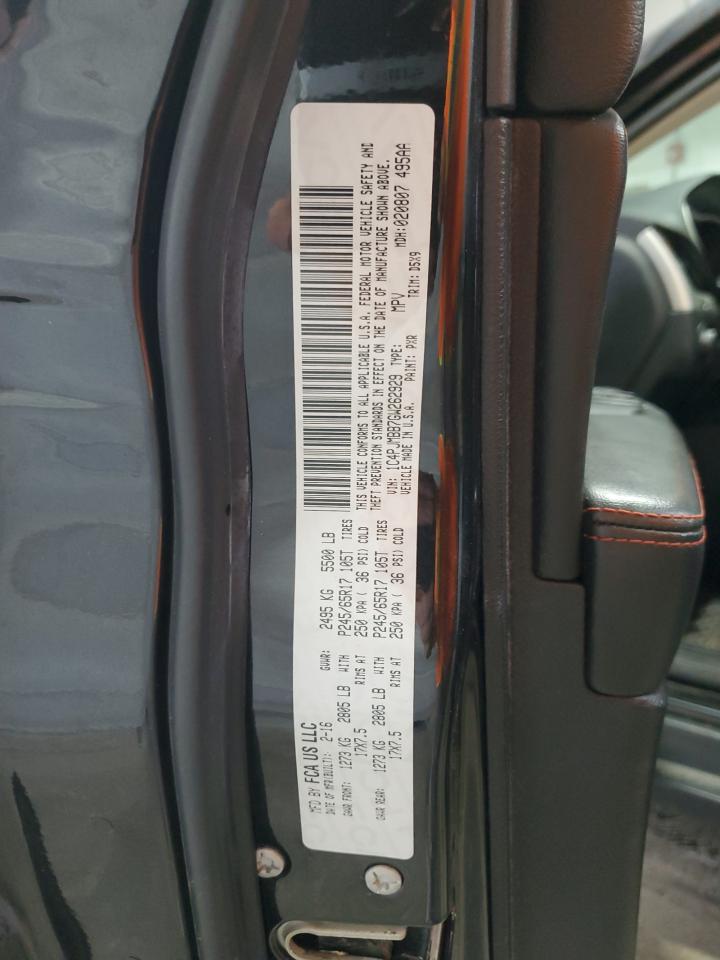 MFD BY FCA US LLC
DATE OF MFR(BUILT): 2-16 GVWR: 2495 KG 5500 LB
GAWR FRONT: 1273 KG 2805 LB WITH P245/65R17 105T TIRES
17X7.5 RIMS AT 250 KPA ( 36 PSI) COLD
GAWR REAR: 1273 KG 2805 LB WITH P245/65R17 105T TIRES
17X7.5 RIMS AT 250 KPA ( 36 PSI) COLD
THIS VEHICLE CONFORMS TO ALL APPLICABLE U.S.A. FEDERAL MOTOR VEHICLE SAFETY AND
THEFT PREVENTION STANDARDS IN EFFECT ON THE DATE OF MANUFACTURE SHOWN ABOVE.
VIN: 1C4PJMBB7GW262929 TYPE: MPV MDH: 020807 495AA
VEHICLE MADE IN U.S.A. PAINT: PXR TRIM: D5X9